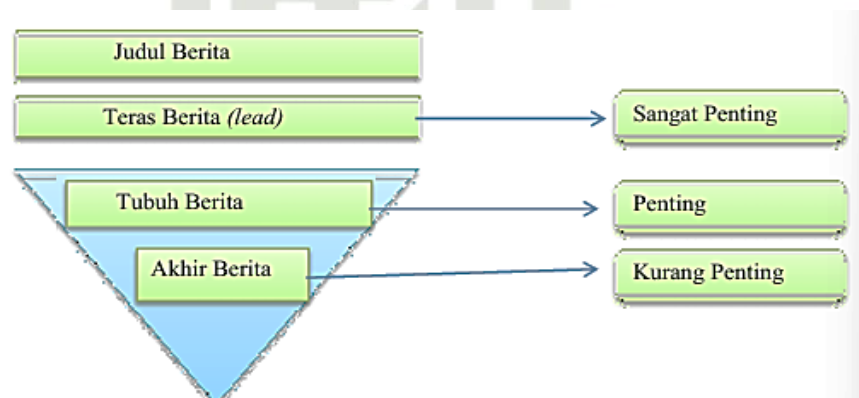 Judul Berita
Teras Berita (lead)
Sangat Penting
Tubuh Berita
Penting
Akhir Berita
Kurang Penting